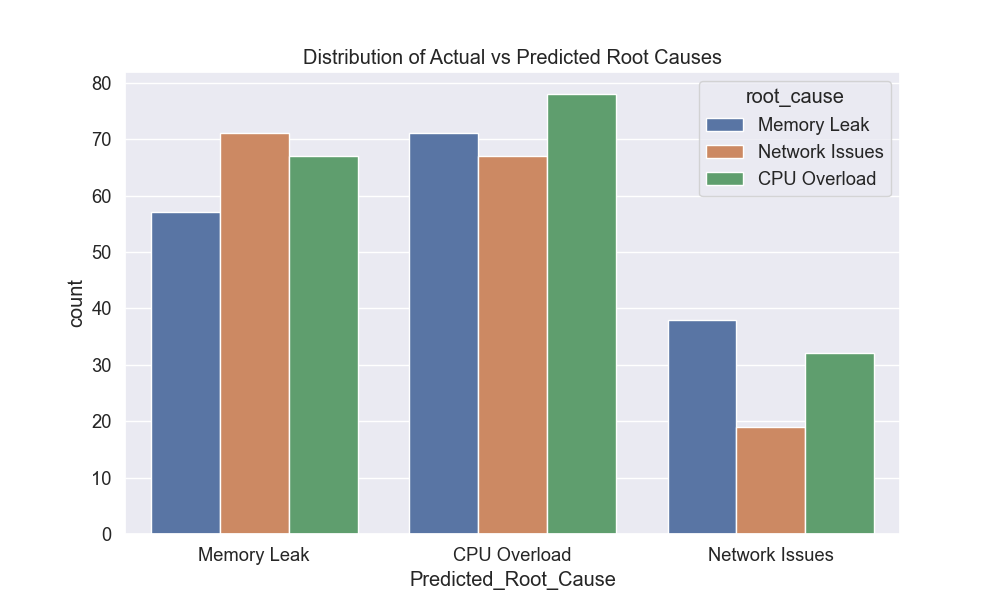 Distribution of Actual vs Predicted Root Causes
root_cause
Memory Leak
Network Issues
CPU Overload
80
70
60
50
40
30
20
10
0
count
Memory Leak
CPU Overload
Network Issues
Predicted_Root_Cause